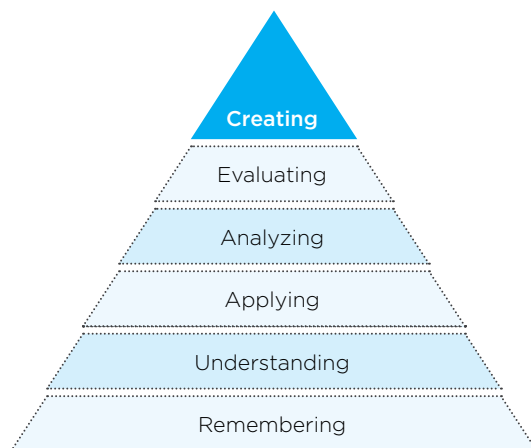 Creating
Evaluating
Analyzing
Applying
Understanding
Remembering